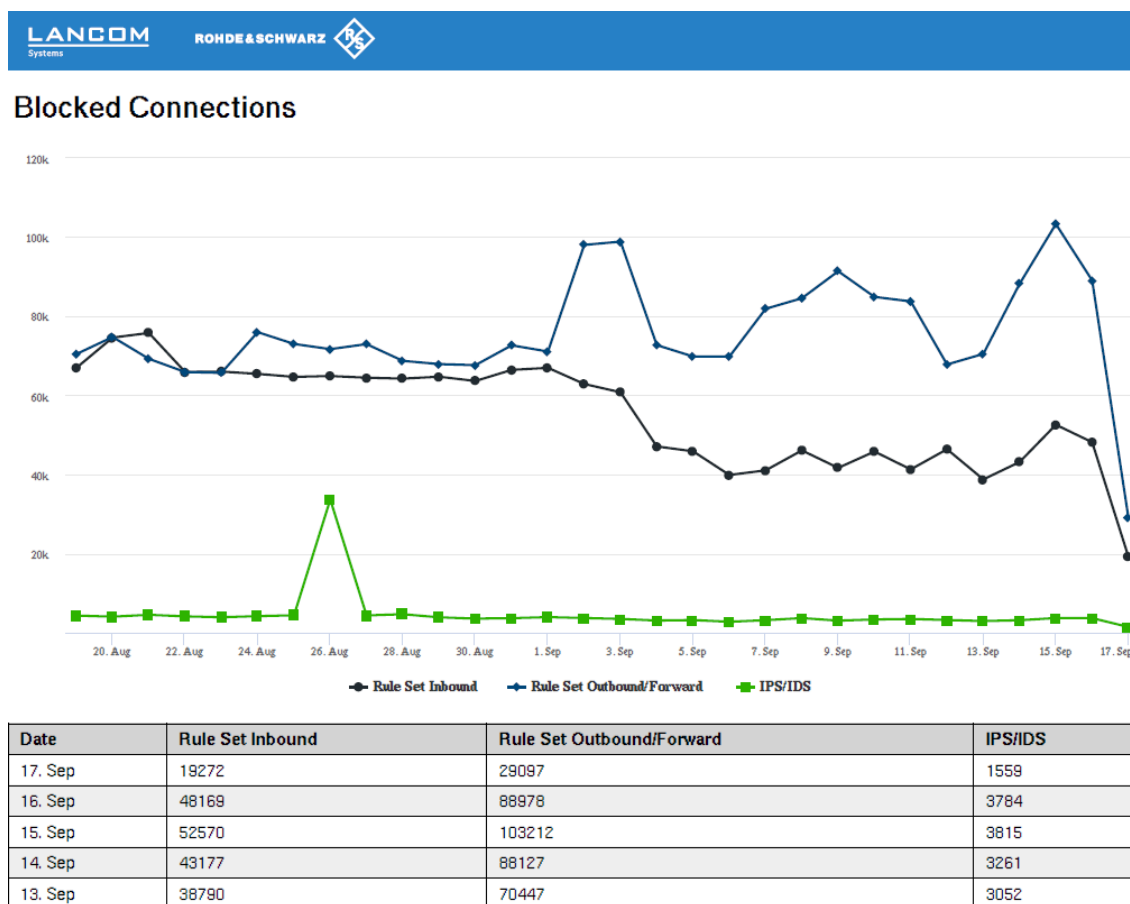 LANCOM
Systems
ROHDE&SCHWARZ
R&S
Blocked Connections
120k
100k
80k
60k
40k
20k
20. Aug 22. Aug 24. Aug 26. Aug 28. Aug 30. Aug 1. Sep 3. Sep 5. Sep 7. Sep 9. Sep 11. Sep 13. Sep 15. Sep 17. Sep
Rule Set Inbound Rule Set Outbound/Forward IPS/IDS
Date Rule Set Inbound Rule Set Outbound/Forward IPS/IDS
17. Sep 19272 29097 1559
16. Sep 48169 88978 3784
15. Sep 52570 103212 3815
14. Sep 43177 88127 3261
13. Sep 38790 70447 3052